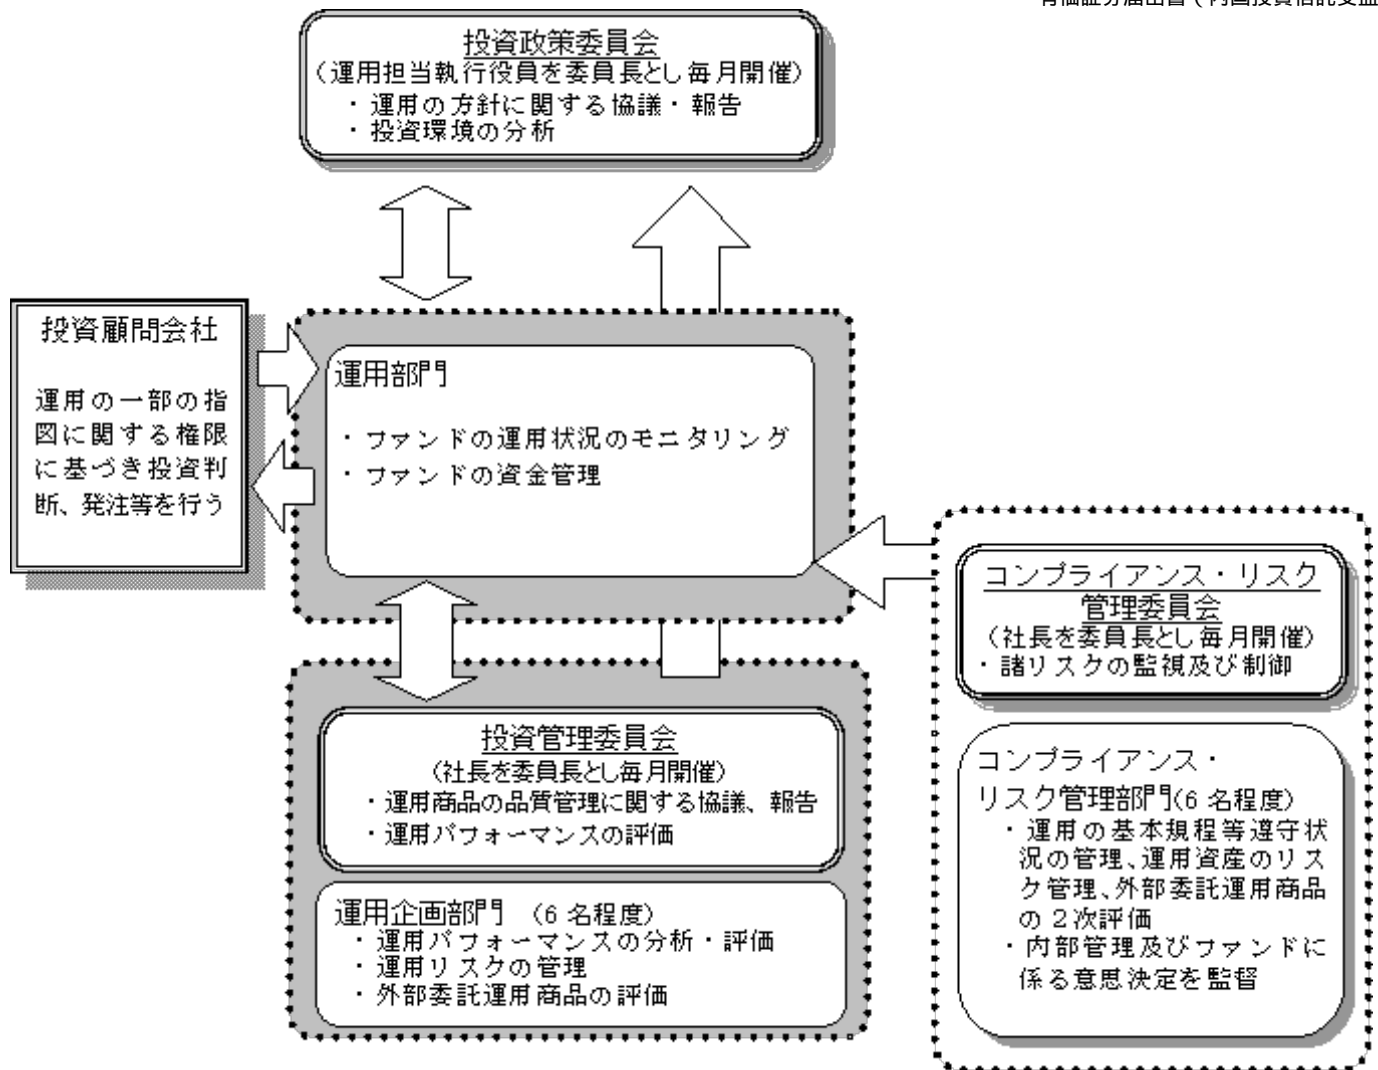 投資政策委員会
(運用担当執行役員を委員長とし毎月開催)
・運用の方針に関する協議・報告
・投資環境の分析
投資顧問会社
運用の一部の指
図に関する権限
に基づき投資判
断、発注等を行う
運用部門
・ファンドの運用状況のモニタリング
・ファンドの資金管理
コンプライアンス・リスク
管理委員会
(社長を委員長とし毎月開催)
・諸リスクの監視及び制御
投資管理委員会
(社長を委員長とし毎月開催)
・運用商品の品質管理に関する協議、報告
・運用パフォーマンスの評価
運用企画部門 (6名程度)
・運用パフォーマンスの分析・評価
・運用リスクの管理
・外部委託運用商品の評価
コンプライアンス・
リスク管理部門(6名程度)
・運用の基本規程等遵守状
況の管理、運用資産のリス
ク管理、外部委託運用商品
の2次評価
・内部管理及びファンドに
係る意思決定を監督